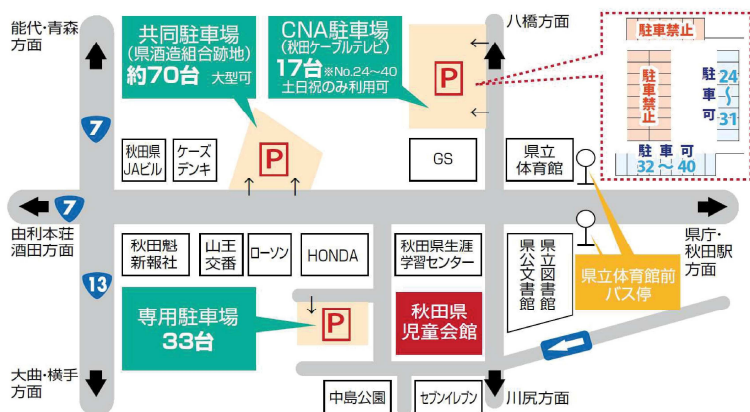 能代・青森
方面
共同駐車場
(県酒造組合跡地)
約70台 大型可
CNA駐車場
(秋田ケーブルテレビ)
17台 ※No.24～40
土日祝のみ利用可
八橋方面
駐車禁止
駐車禁止
駐車可
24
～
31
駐車可
32～40
7
秋田県
JAビル
ケーズ
デンキ
P
P
GS
県立
体育館
7
由利本荘
酒田方面
県庁・
秋田駅
方面
秋田魁
新報社
山王
交番
ローソン
HONDA
秋田県生涯
学習センター
県立図書館
県公文書館
県立体育館前
バス停
13
専用駐車場
33台
P
秋田県
児童会館
大曲・横手
方面
中島公園
セブンイレブン
川尻方面